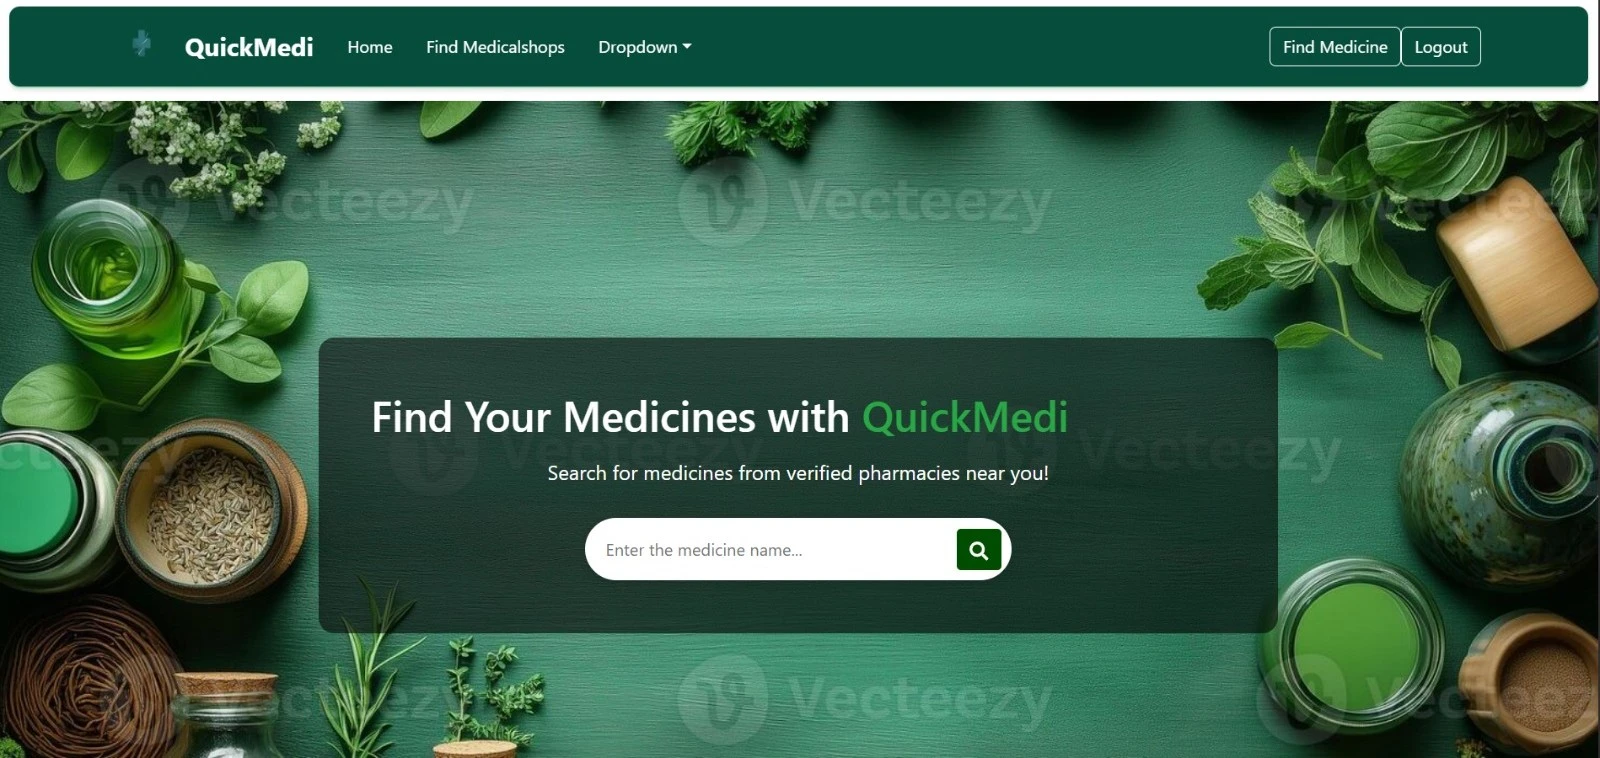 QuickMedi Home Find Medicalshops Dropdown Find Medicine Logout
Vecteezy Vecteezy Vecteezy
Find Your Medicines with QuickMedi
Vecteezy Vecteezy Vecteezy
Search for medicines from verified pharmacies near you!
Enter the medicine name...
Vecteezy Vecteezy Vecteezy